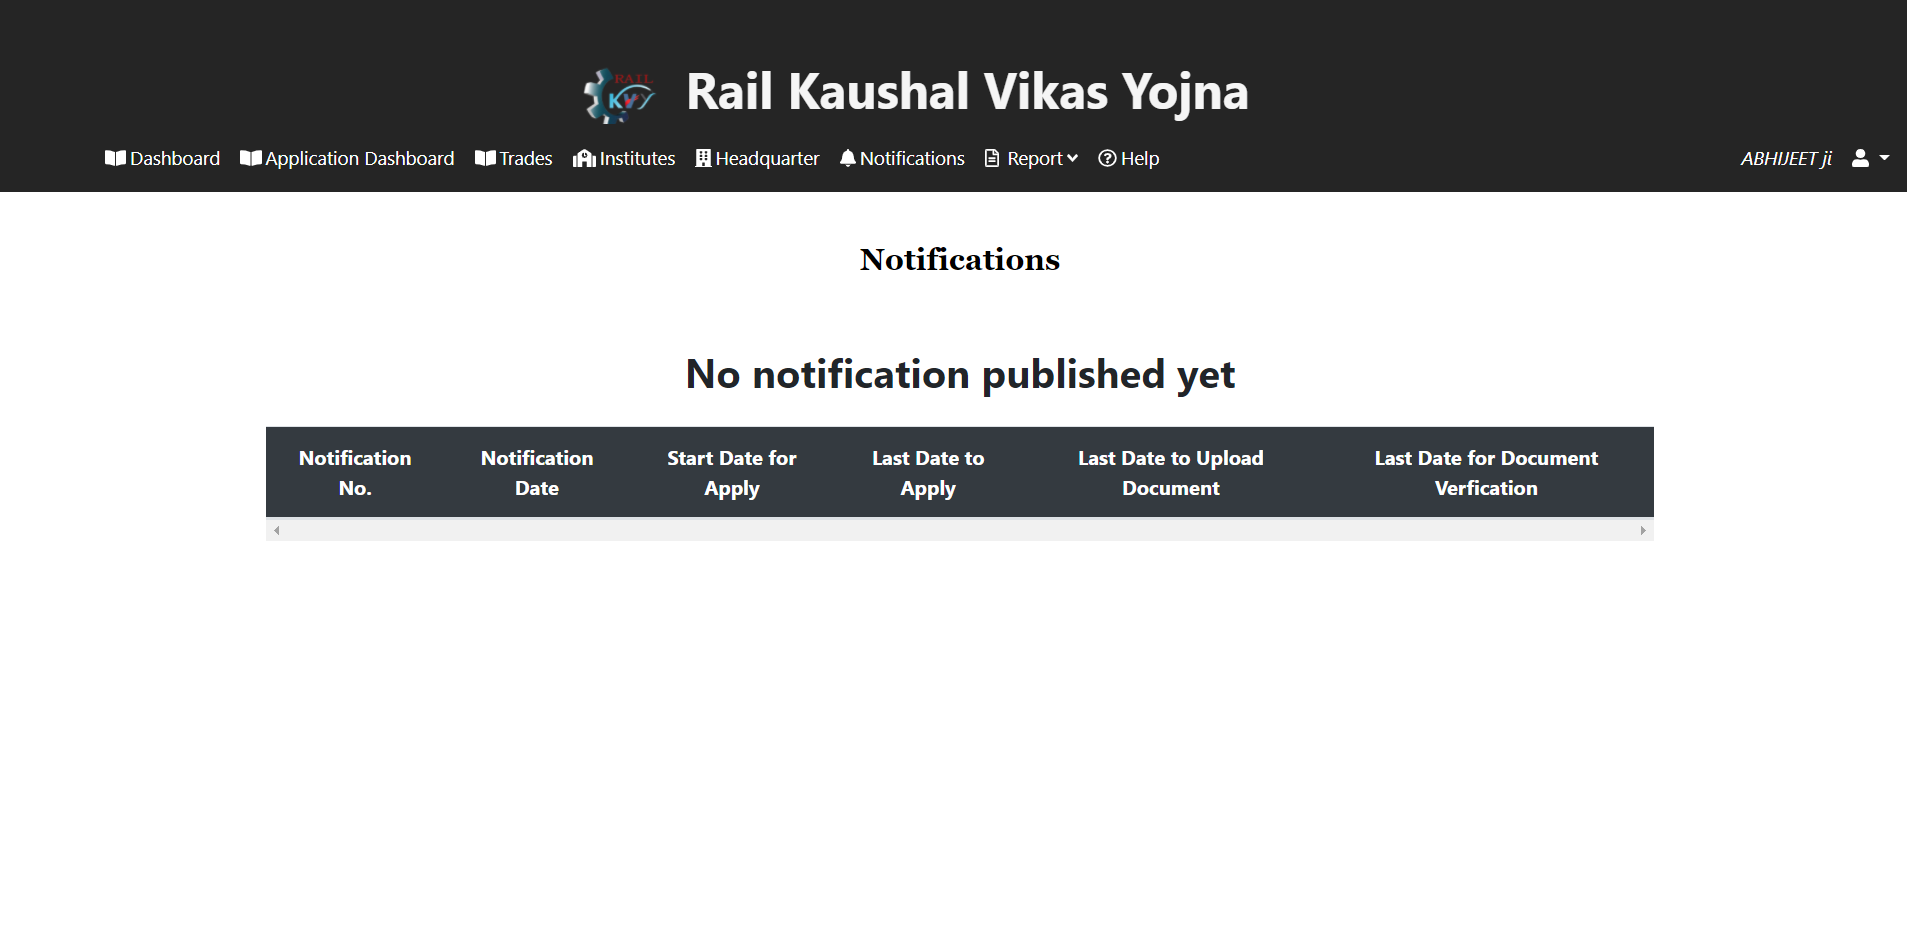 RAIL
KVY
Rail Kaushal Vikas Yojna
Dashboard Application Dashboard Trades Institutes Headquarter Notifications Report Help ABHIJEET ji
Notifications
No notification published yet
Notification No. Notification Date Start Date for Apply Last Date to Apply Last Date to Upload Document Last Date for Document Verfication